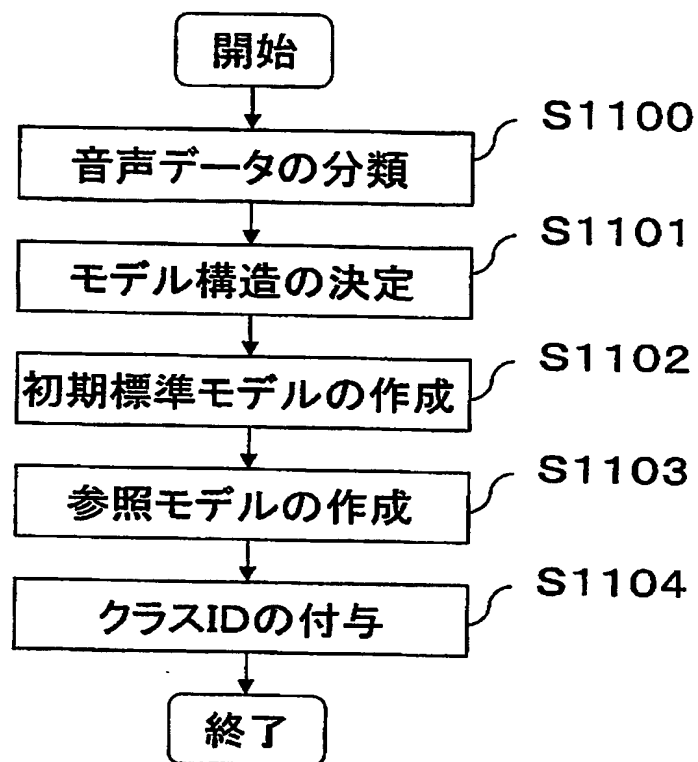 開始
音声データの分類
S1100
モデル構造の決定
S1101
初期標準モデルの作成
S1102
参照モデルの作成
S1103
クラスIDの付与
S1104
終了